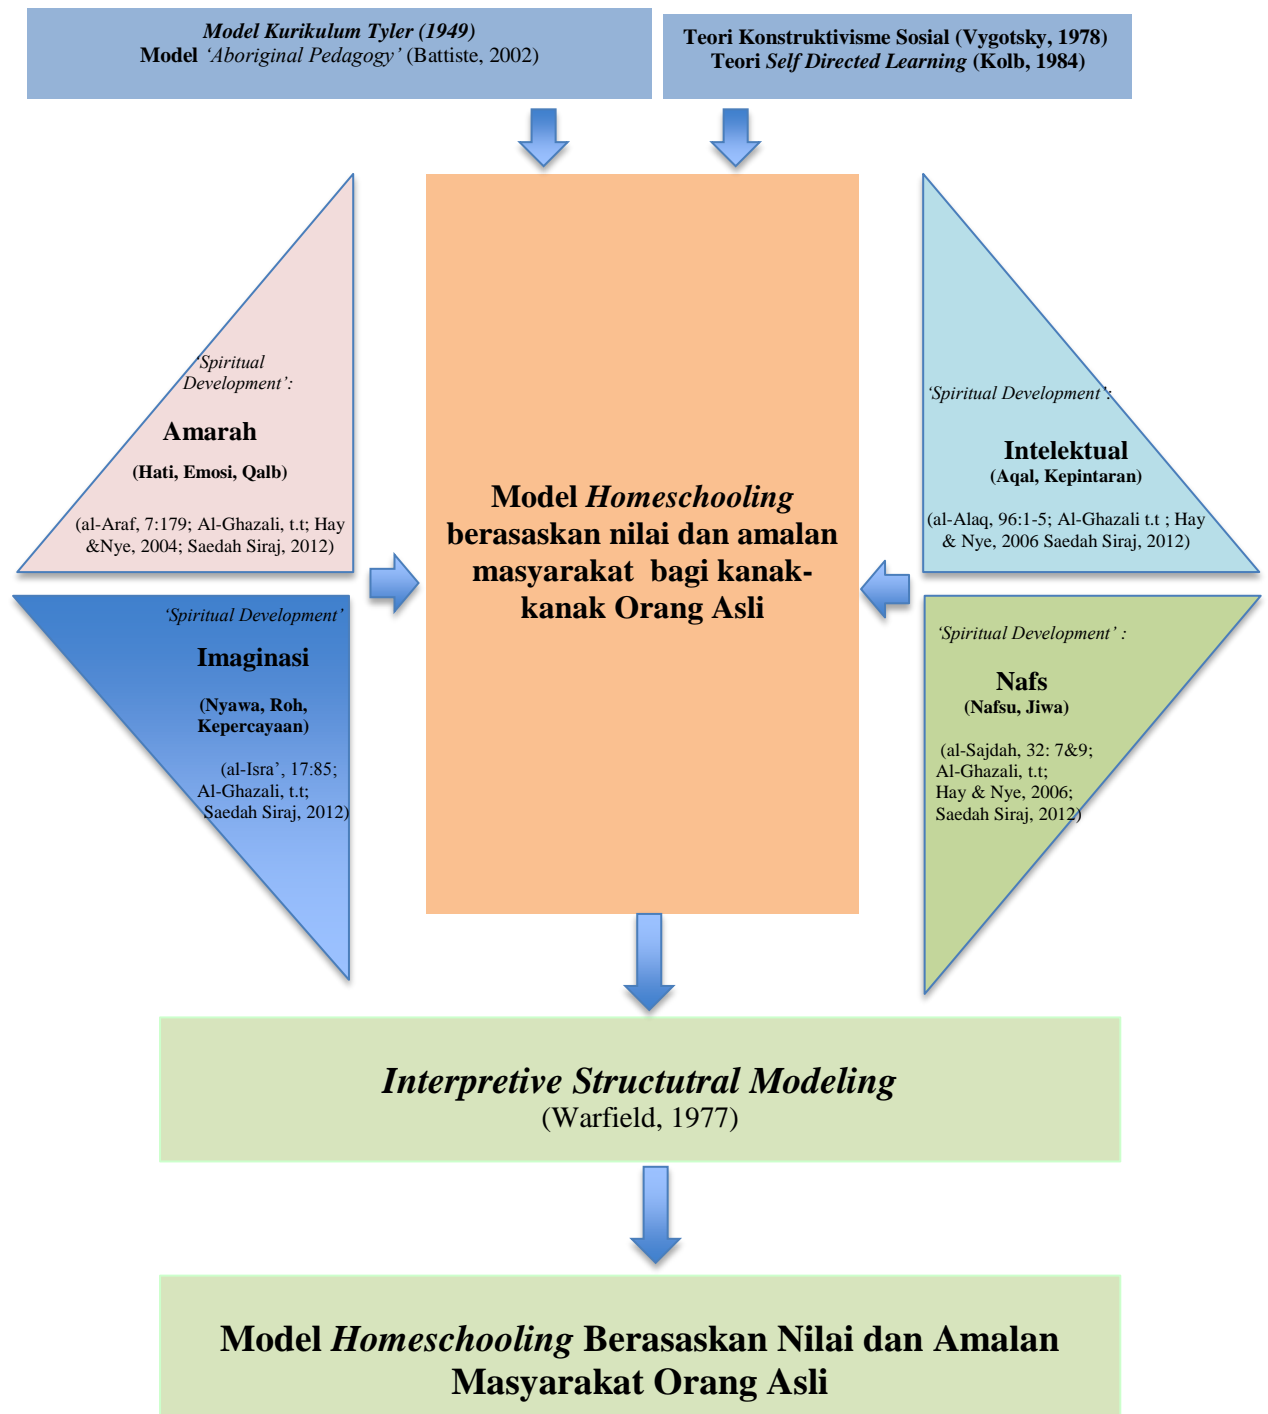 Model Kurikulum Tyler (1949)
Model ‘Aboriginal Pedagogy’ (Battiste, 2002)
Teori Konstruktivisme Sosial (Vygotsky, 1978)
Teori Self Directed Learning (Kolb, 1984)
‘Spiritual
Development’:
Amarah
(Hati, Emosi, Qalb)
(al-Araf, 7:179; Al-Ghazali, t.t; Hay
&Nye, 2004; Saedah Siraj, 2012)
‘Spiritual Development’:
Intelektual
(Aqal, Kepintaran)
(al-Alaq, 96:1-5; Al-Ghazali t.t ; Hay
& Nye, 2006 Saedah Siraj, 2012)
Model Homeschooling
berasaskan nilai dan amalan
masyarakat bagi kanak-
kanak Orang Asli
‘Spiritual Development’
Imaginasi
(Nyawa, Roh,
Kepercayaan)
(al-Isra’, 17:85;
Al-Ghazali, t.t;
Saedah Siraj, 2012)
‘Spiritual Development’ :
Nafs
(Nafsu, Jiwa)
(al-Sajdah, 32: 7&9;
Al-Ghazali, t.t;
Hay & Nye, 2006;
Saedah Siraj, 2012)
Interpretive Structutral Modeling
(Warfield, 1977)
Model Homeschooling Berasaskan Nilai dan Amalan
Masyarakat Orang Asli